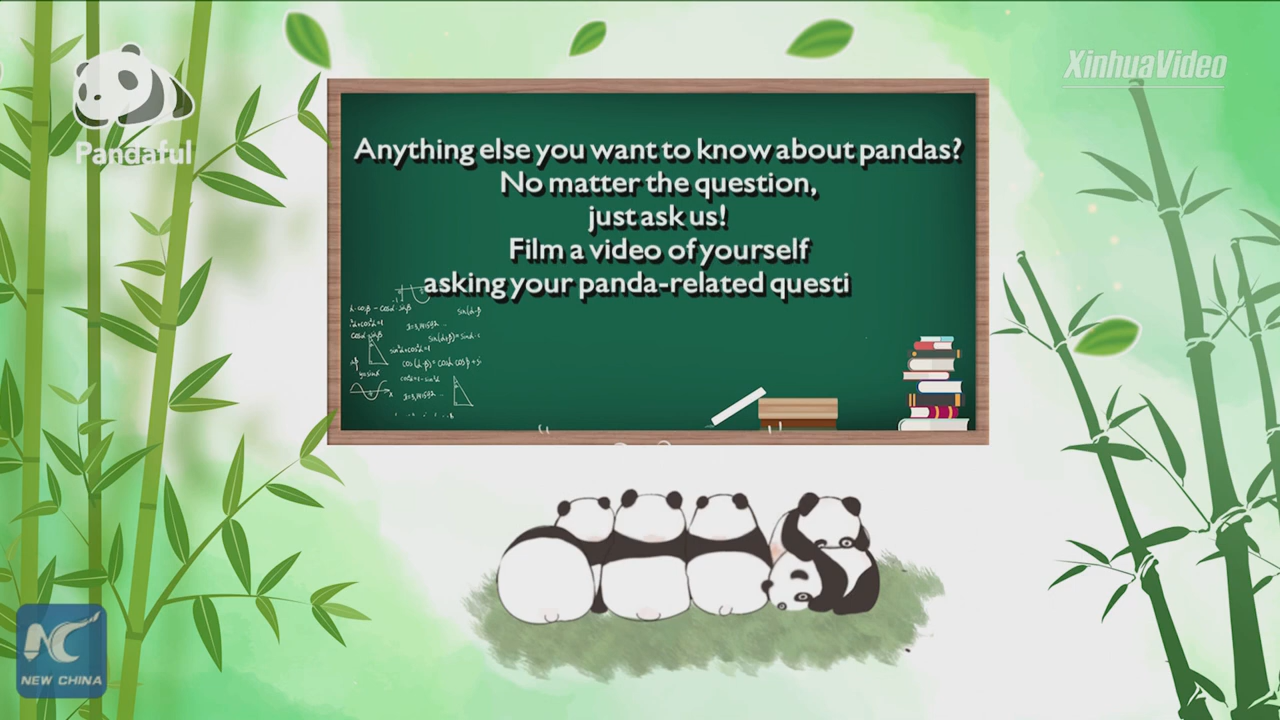 Pandaful
XinhuaVideo
Anything else you want to know about pandas?
No matter the question,
just ask us!
Film a video of yourself
asking your panda-related questi
NC
NEW CHINA